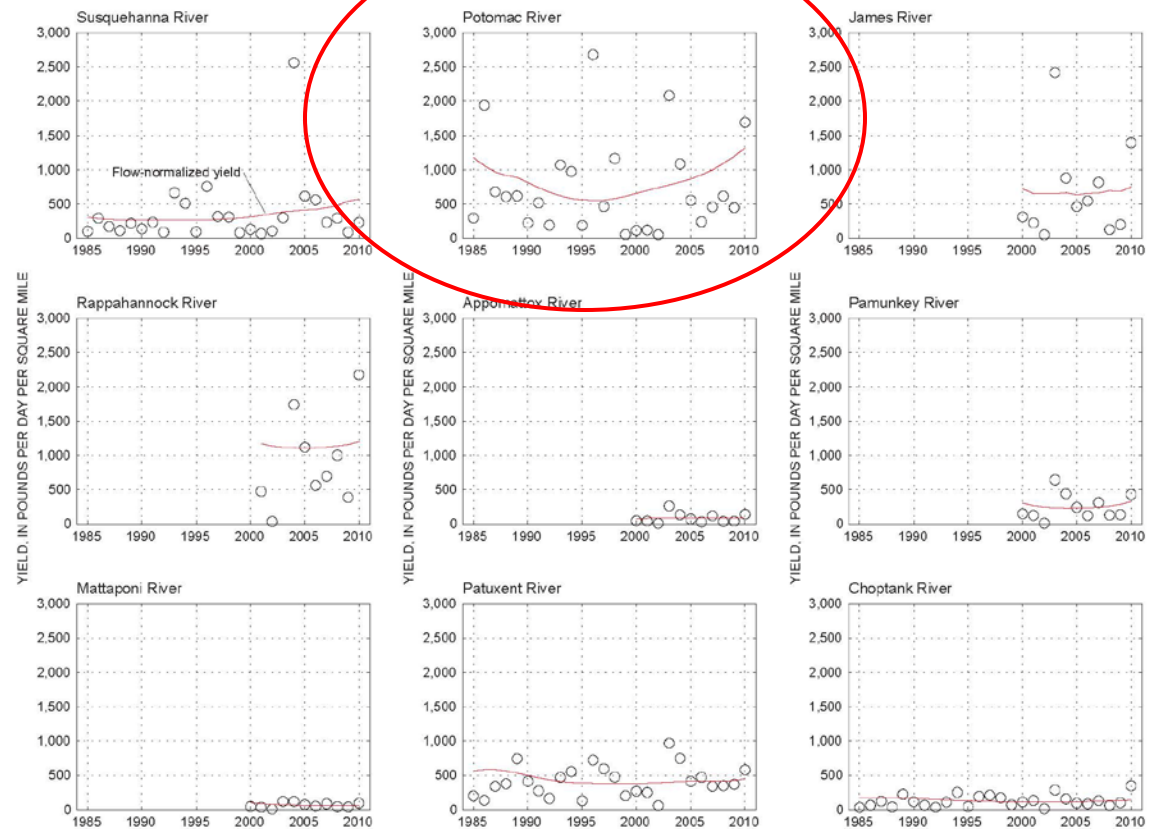 Susquehanna River
3,000
2,500
2,000
1,500
1,000
500
0
Flow-normalized yield
1985 1990 1995 2000 2005 2010
Potomac River
3,000
2,500
2,000
1,500
1,000
500
0
1985 1990 1995 2000 2005 2010
James River
3,000
2,500
2,000
1,500
1,000
500
0
1985 1990 1995 2000 2005 2010
YIELD, IN POUNDS PER DAY PER SQUARE MILE
Rappahannock River
3,000
2,500
2,000
1,500
1,000
500
0
1985 1990 1995 2000 2005 2010
YIELD, IN POUNDS PER DAY PER SQUARE MILE
Appomattox River
3,000
2,500
2,000
1,500
1,000
500
0
1985 1990 1995 2000 2005 2010
YIELD, IN POUNDS PER DAY PER SQUARE MILE
Pamunkey River
3,000
2,500
2,000
1,500
1,000
500
0
1985 1990 1995 2000 2005 2010
Mattaponi River
3,000
2,500
2,000
1,500
1,000
500
0
1985 1990 1995 2000 2005 2010
Patuxent River
3,000
2,500
2,000
1,500
1,000
500
0
1985 1990 1995 2000 2005 2010
Choptank River
3,000
2,500
2,000
1,500
1,000
500
0
1985 1990 1995 2000 2005 2010